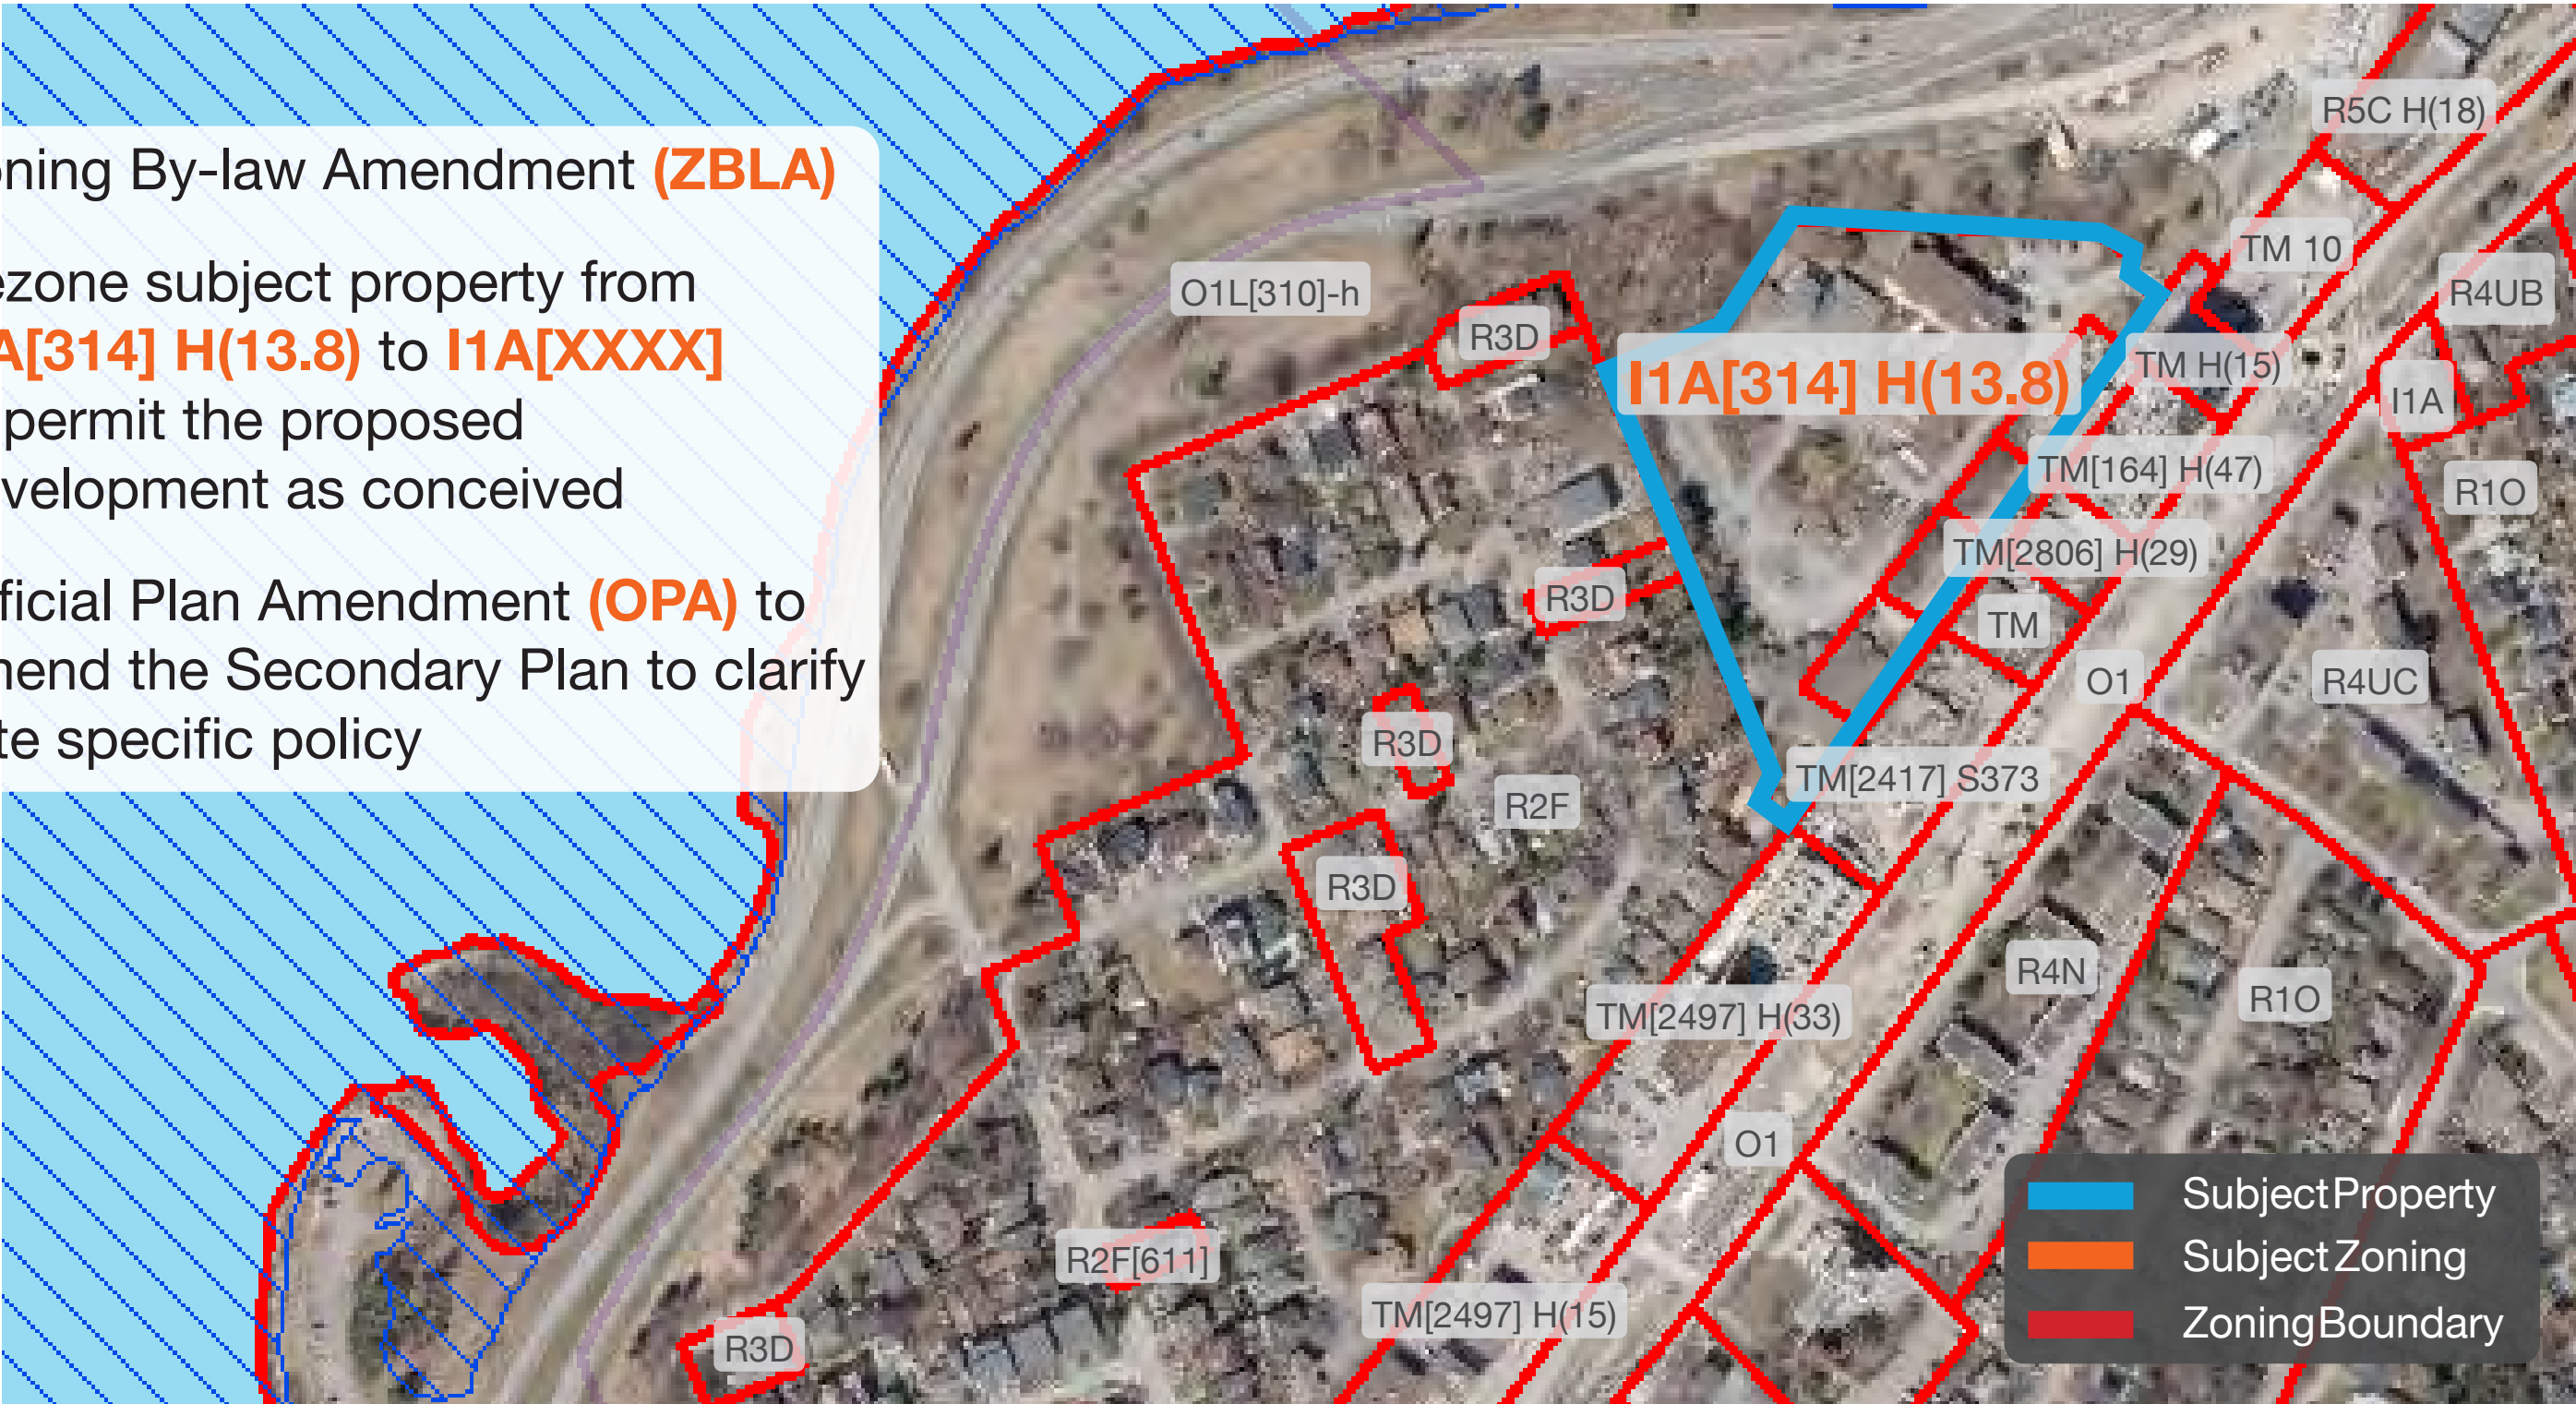 oning By-law Amendment (ZBLA)
ezone subject property from
A[314] H(13.8) to I1A[XXXX]
permit the proposed
velopment as conceived
ficial Plan Amendment (OPA) to
mend the Secondary Plan to clarify
te specific policy
R5C H(18)
TM 10
R4UB
O1L[310]-h
R3D
I1A[314] H(13.8)
TM H(15)
I1A
TM[164] H(47)
R1O
TM[2806] H(29)
R3D
TM
O1
R4UC
R3D
TM[2417] S373
R2F
R3D
R4N
R1O
TM[2497] H(33)
O1
R2F[611]
TM[2497] H(15)
R3D
Subject Property
Subject Zoning
Zoning Boundary